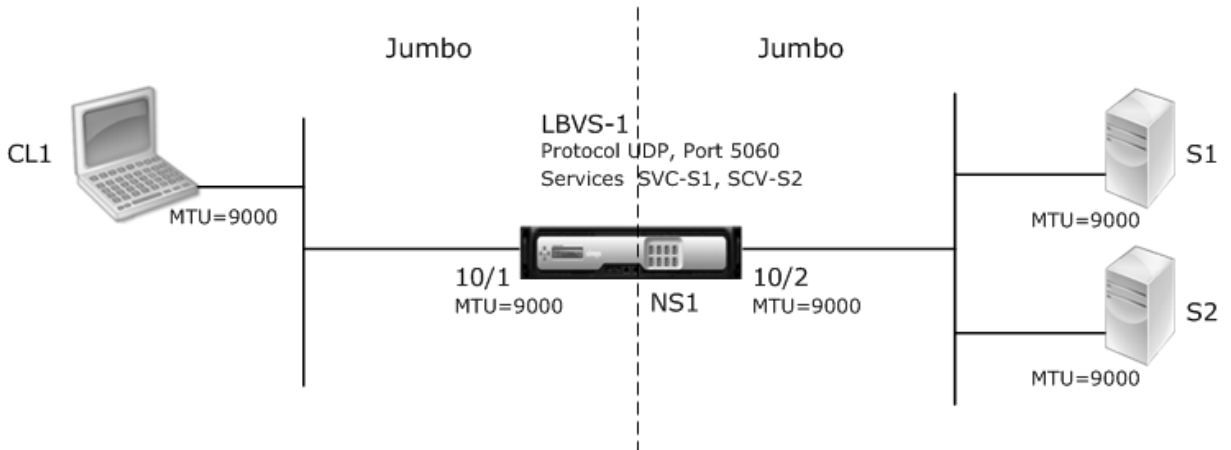 Jumbo
Jumbo
CL1
MTU=9000
LBVS-1
Protocol UDP, Port 5060
Services SVC-S1, SCV-S2
S1
MTU=9000
10/1
MTU=9000
NS1
10/2
MTU=9000
S2
MTU=9000